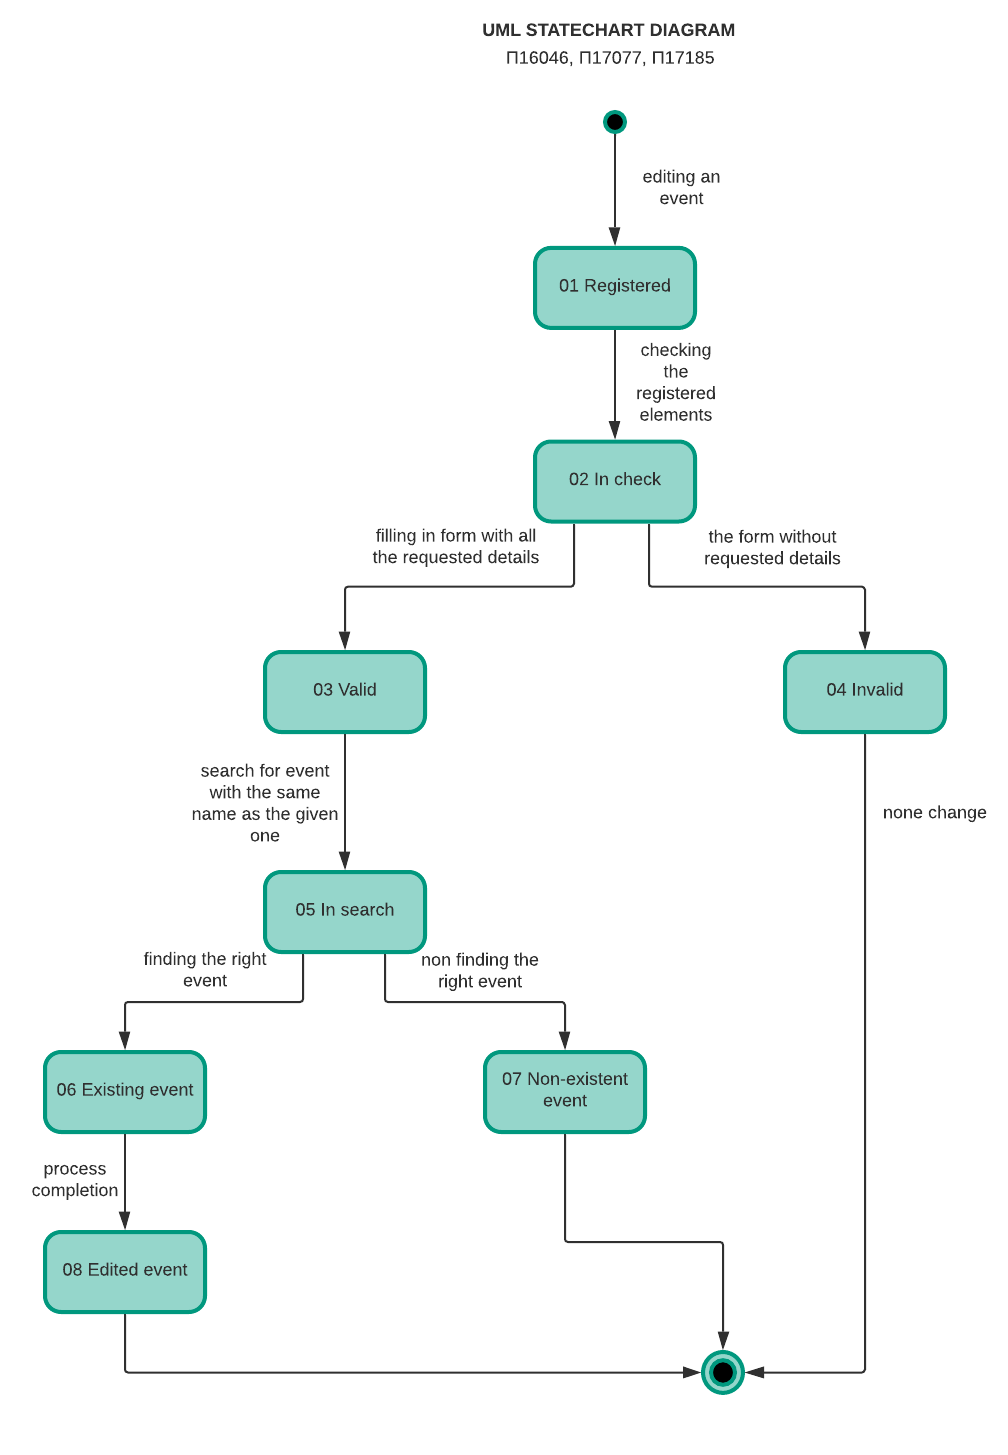 UML STATECHART DIAGRAM
Π16046, Π17077, Π17185
editing an
event
01 Registered
checking
the
registered
elements
02 In check
filling in form with all
the requested details
the form without
requested details
03 Valid
04 Invalid
search for event
with the same
name as the given
one
none change
05 In search
finding the right
event
non finding the
right event
06 Existing event
07 Non-existent
event
process
completion
08 Edited event